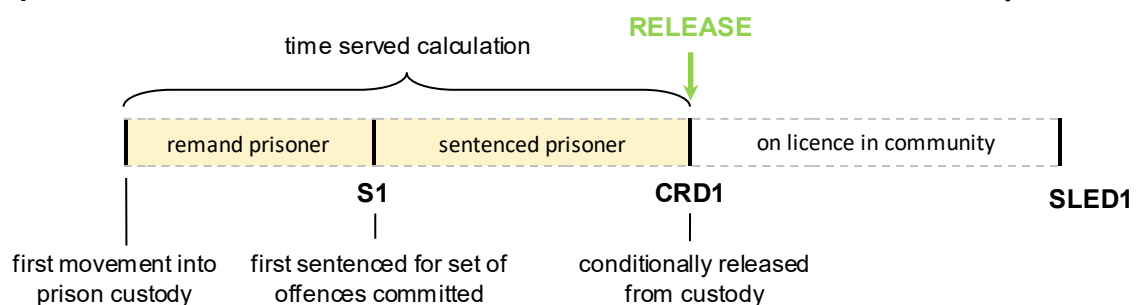 RELEASE
time served calculation
remand prisoner
sentenced prisoner
on licence in community
S1
CRD1
SLED1
first movement into
prison custody
first sentenced for set of
offences committed
conditionally released
from custody